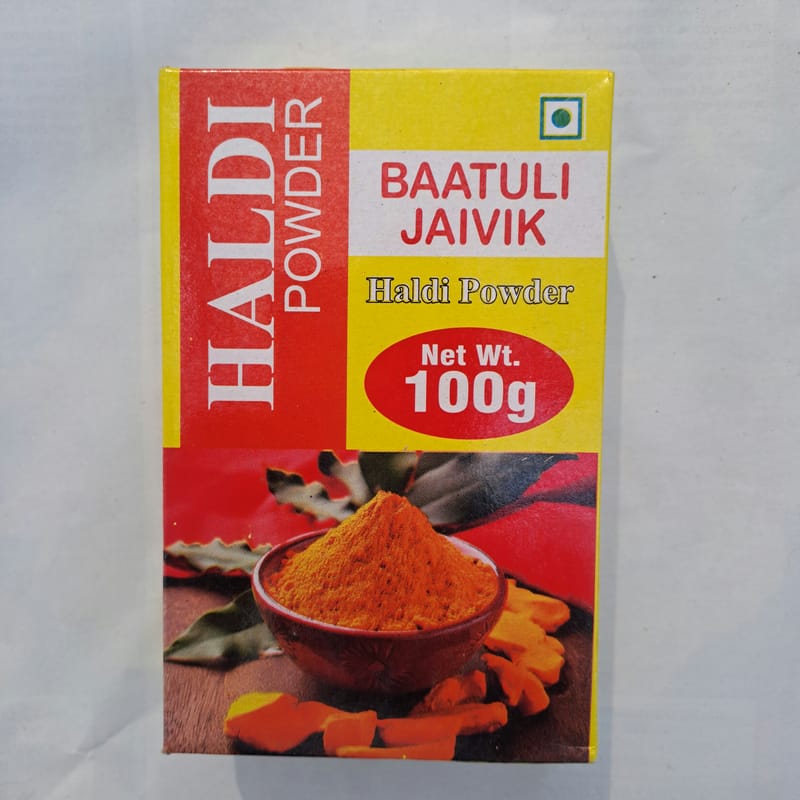 HALDI
POWDER
BAATULI
JAIVIK
Haldi Powder
Net Wt.
100g